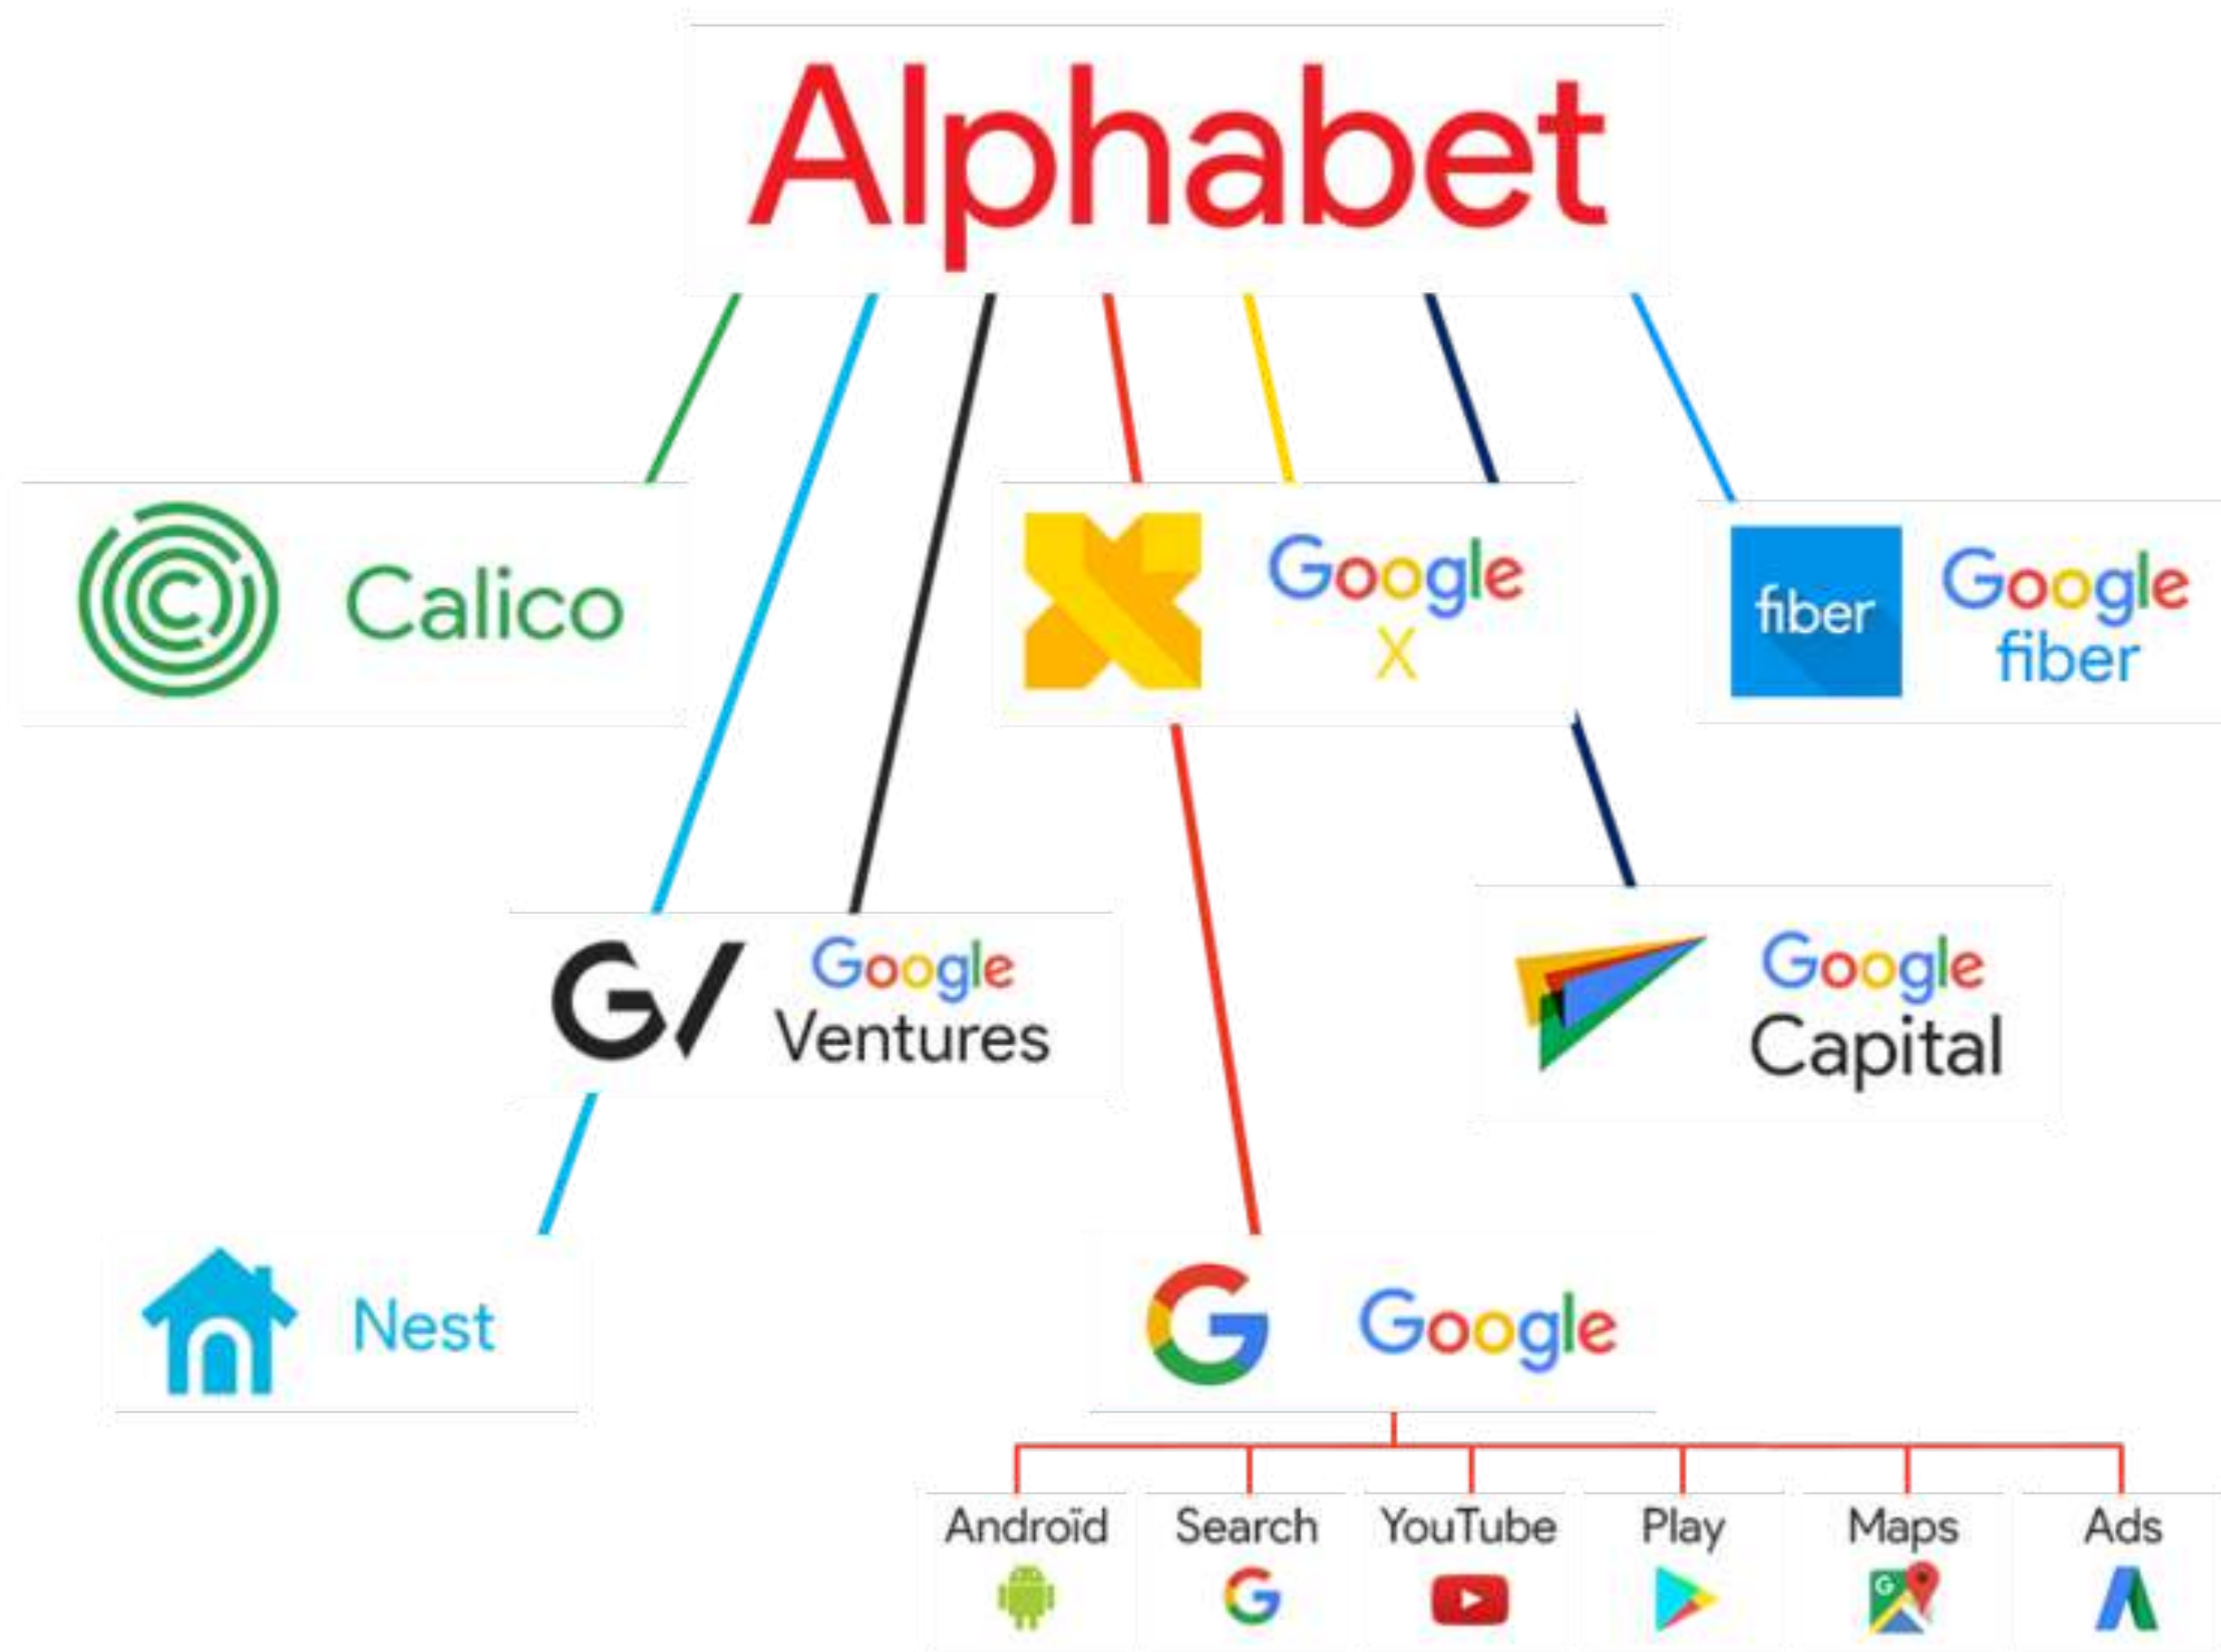 Alphabet
Calico
Google
X
fiber
Google
fiber
G/
Google
Ventures
Google
Capital
Nest
G
Google
Androïd
Search
YouTube
Play
Maps
Ads
G
G